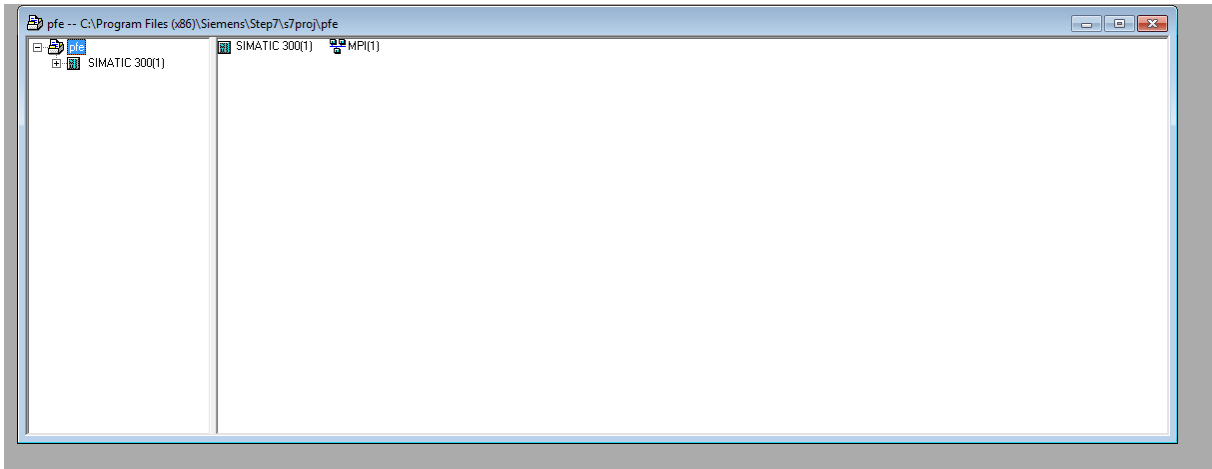 pfe -- C:\Program Files (x86)\Siemens\Step7\s7proj\pfe
pfe
SIMATIC 300(1)
SIMATIC 300(1) MPI(1)